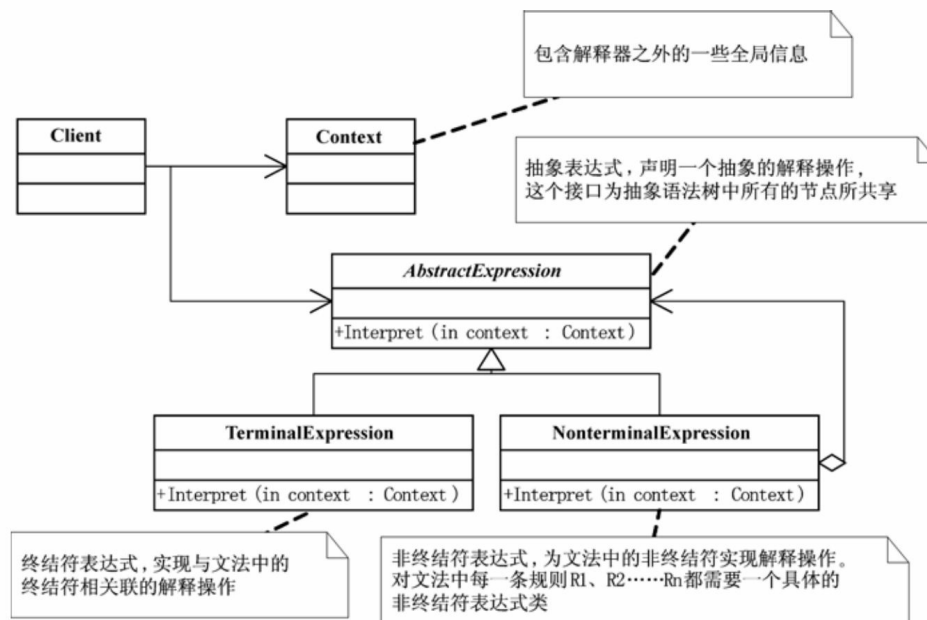 包含解释器之外的一些全局信息
Client
Context
抽象表达式，声明一个抽象的解释操作，
这个接口为抽象语法树中所有的节点所共享
AbstractExpression
+Interpret(in context : Context)
TerminalExpression
NonterminalExpression
+Interpret(in context : Context)
+Interpret(in context : Context)
终结符表达式，实现与文法中的
终结符相关联的解释操作
非终结符表达式，为文法中的非终结符实现解释操作。
对文法中每一条规则R1、R2……Rn都需要一个具体的
非终结符表达式类